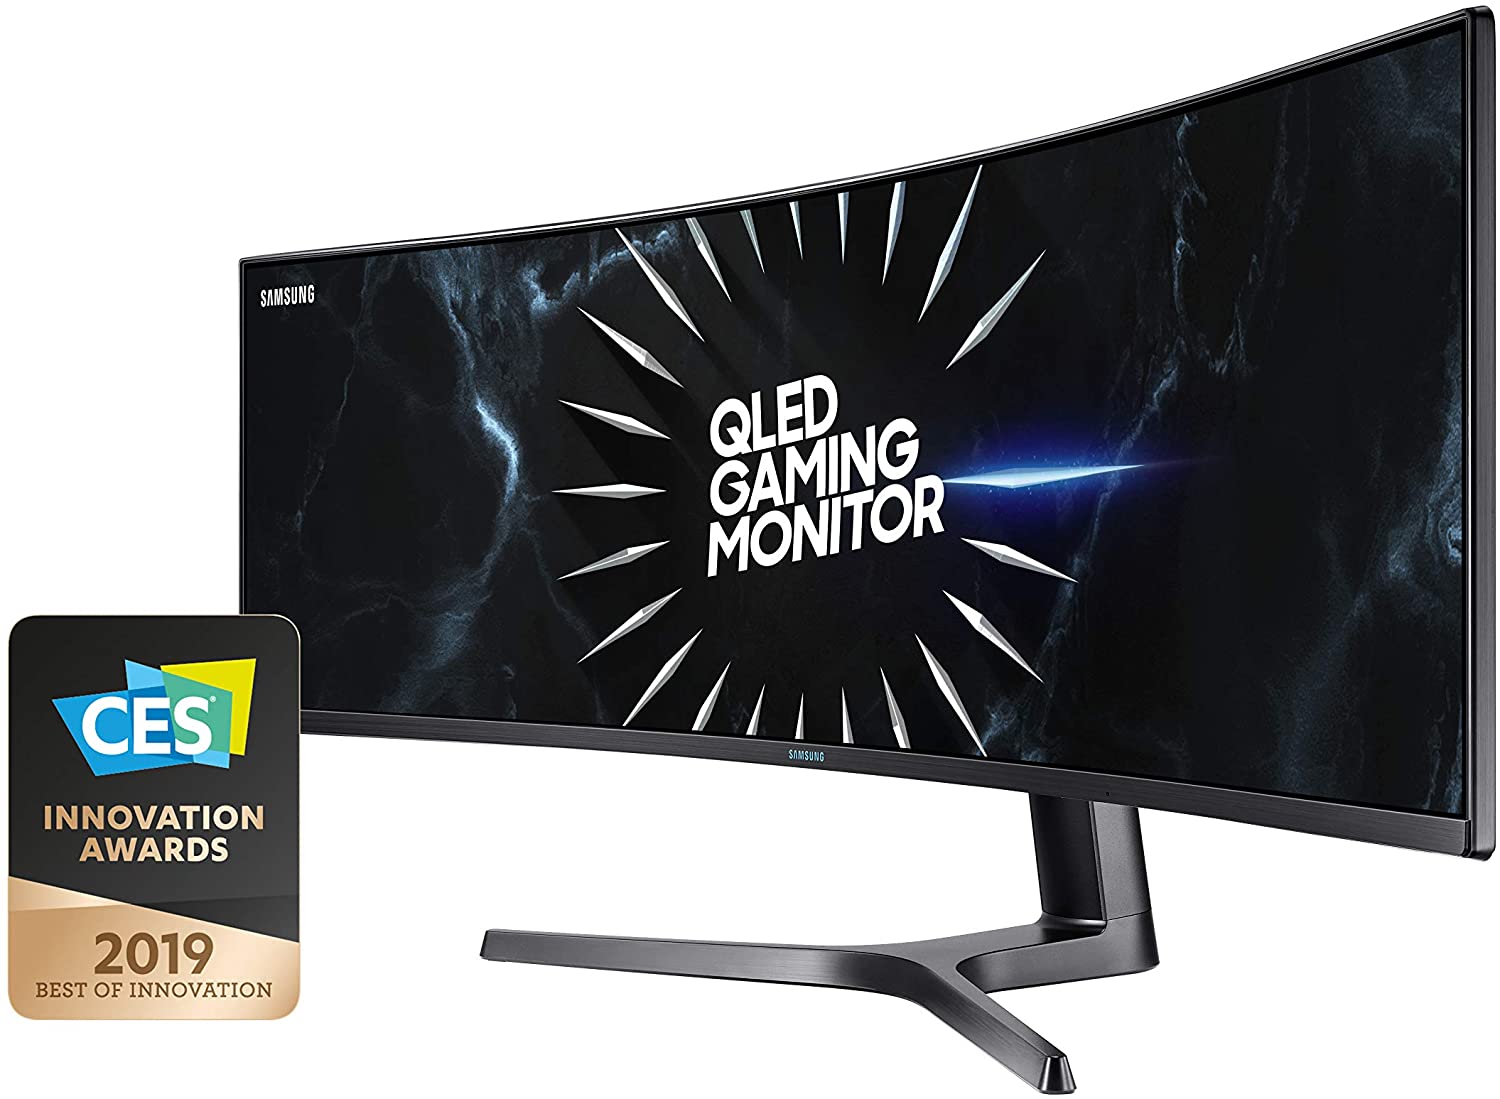 SAMSUNG
QLED
GAMING
MONITOR
SAMSUNG
CES®
INNOVATION
AWARDS
2019
BEST OF INNOVATION